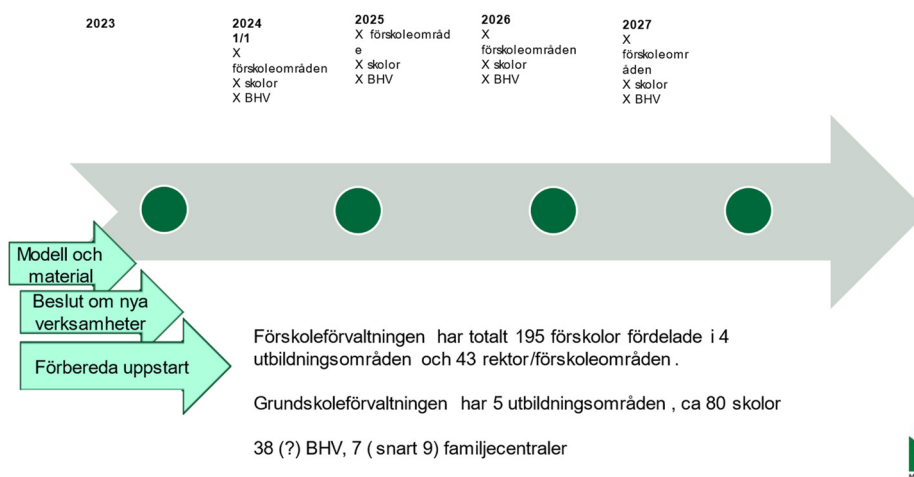 2023
2024
1/1
X
förskoleområden
X skolor
X BHV
2025
X förskoleområd
e
X skolor
X BHV
2026
X
förskoleområden
X skolor
X BHV
2027
X
förskoleomr
åden
X skolor
X BHV
Modell och
material
Beslut om nya
verksamheter
Förbereda uppstart
Förskoleförvaltningen har totalt 195 förskolor fördelade i 4
utbildningsområden och 43 rektor/förskoleområden .
Grundskoleförvaltningen har 5 utbildningsområden , ca 80 skolor
38 (?) BHV, 7 ( snart 9) familjecentraler